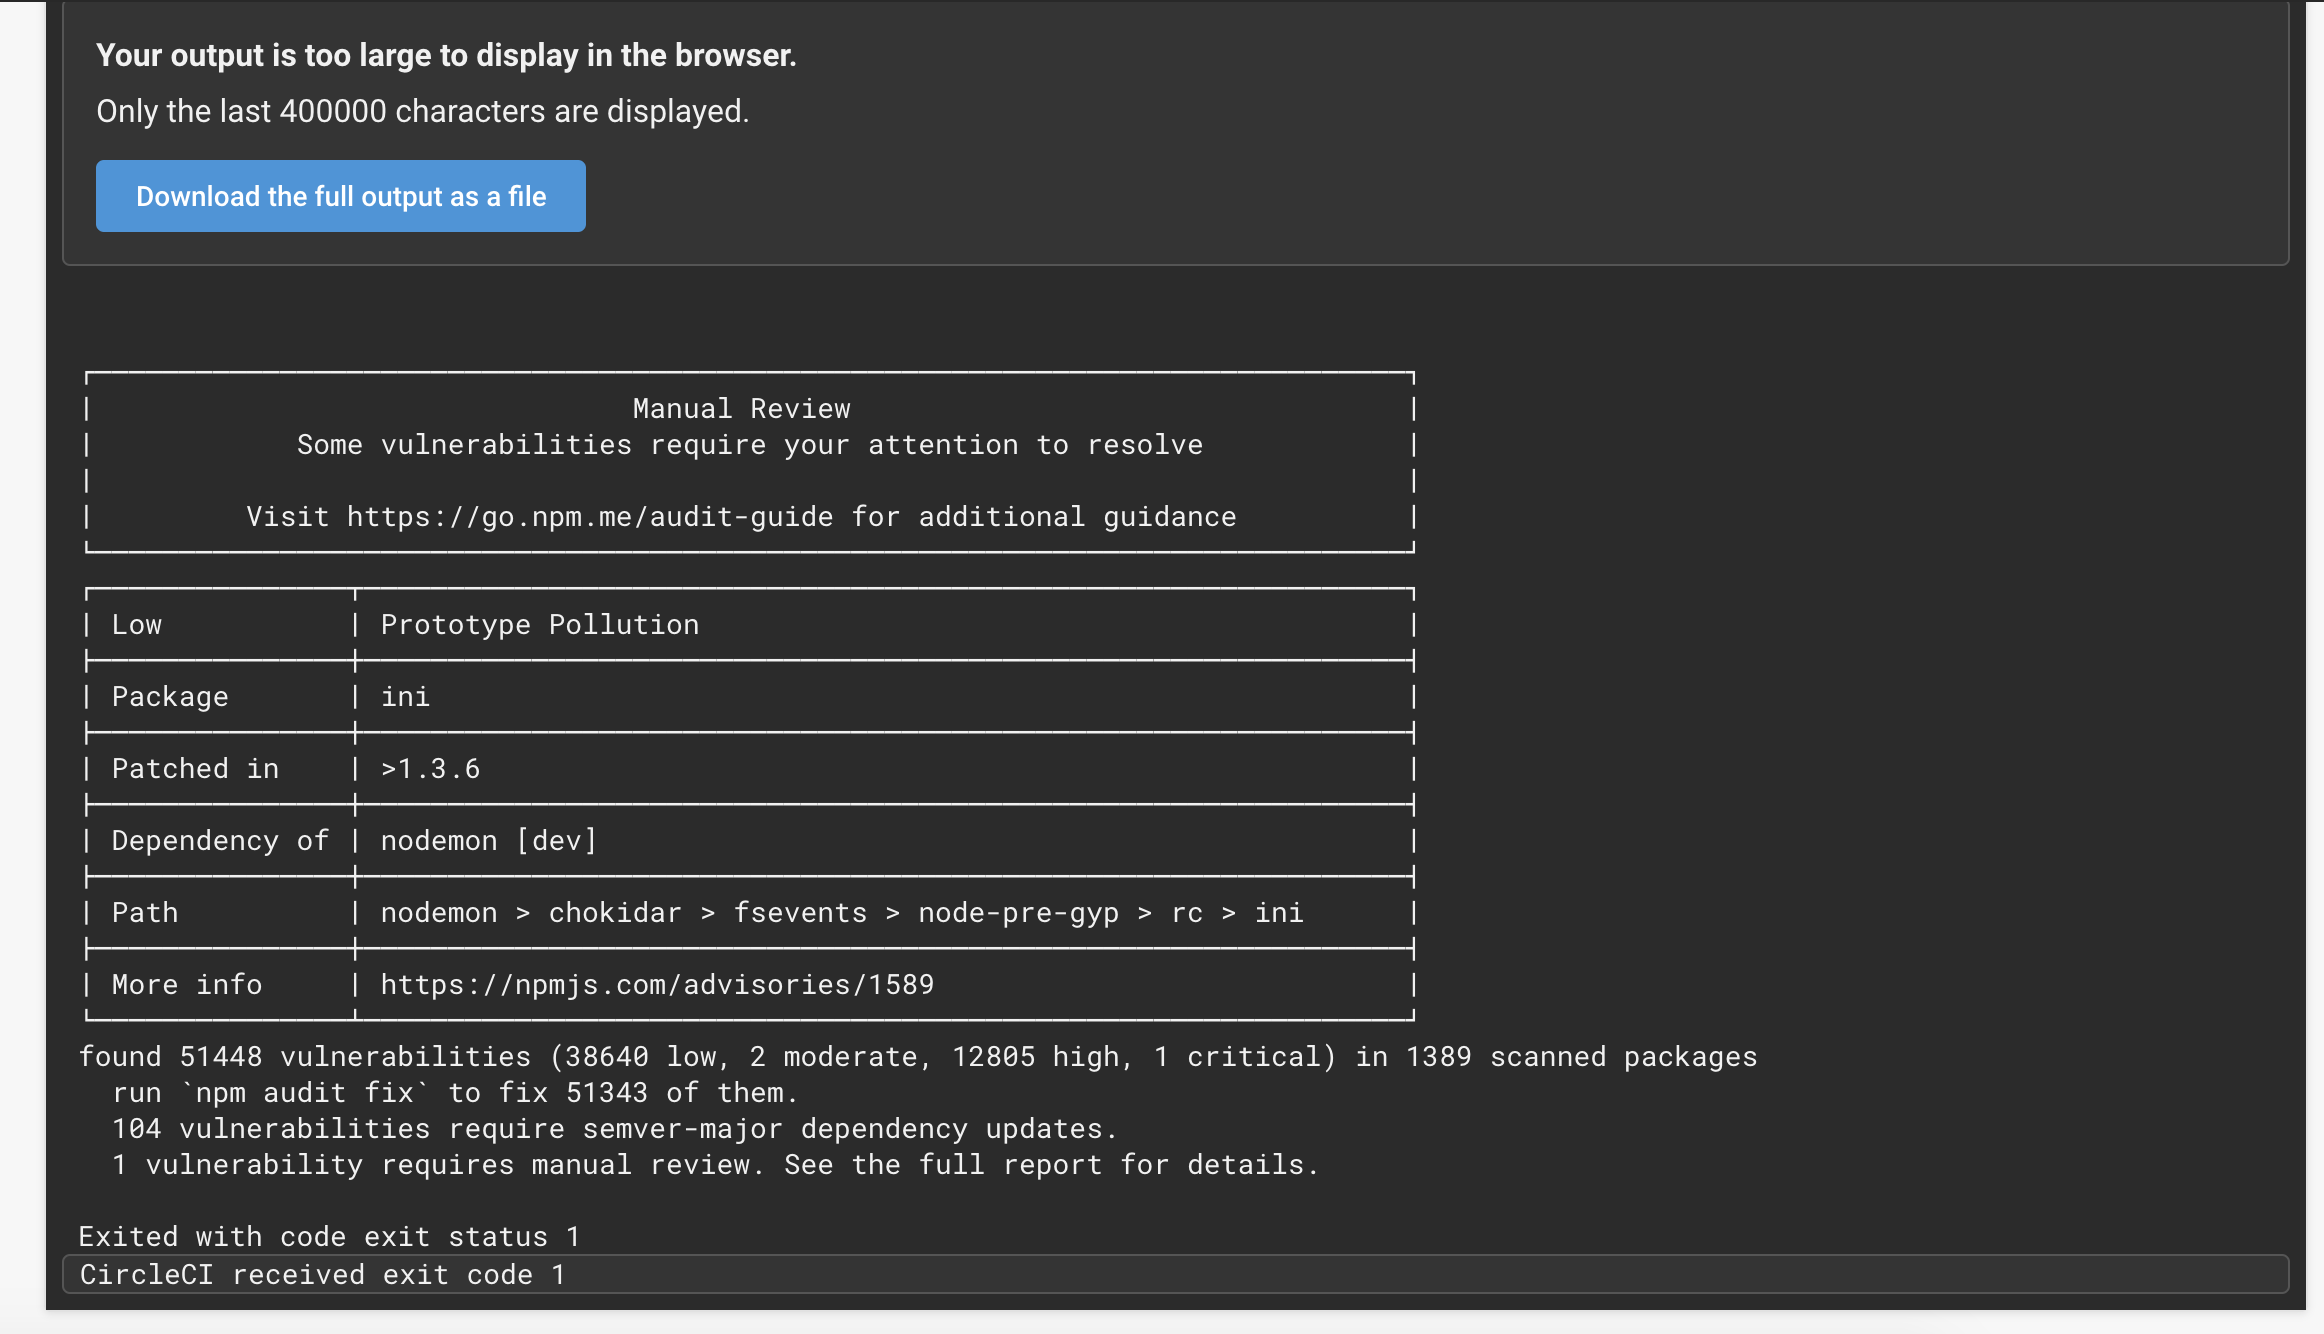 Your output is too large to display in the browser.
Only the last 400000 characters are displayed.
Download the full output as a file
Manual Review
Some vulnerabilities require your attention to resolve
Visit https://go.npm.me/audit-guide for additional guidance
Low | Prototype Pollution
Package | ini
Patched in | >1.3.6
Dependency of | nodemon [dev]
Path | nodemon > chokidar > fsevents > node-pre-gyp > rc > ini
More info | https://npmjs.com/advisories/1589
found 51448 vulnerabilities (38640 low, 2 moderate, 12805 high, 1 critical) in 1389 scanned packages
run `npm audit fix` to fix 51343 of them.
104 vulnerabilities require semver-major dependency updates.
1 vulnerability requires manual review. See the full report for details.
Exited with code exit status 1
CircleCI received exit code 1